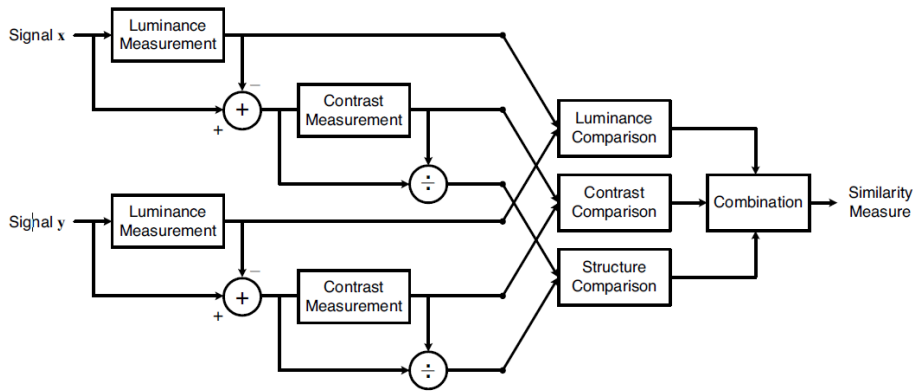 Signal x
Luminance
Measurement
−
+
+
Contrast
Measurement
÷
Signal y
Luminance
Measurement
−
+
+
Contrast
Measurement
÷
Luminance
Comparison
Contrast
Comparison
Structure
Comparison
Combination
Similarity
Measure